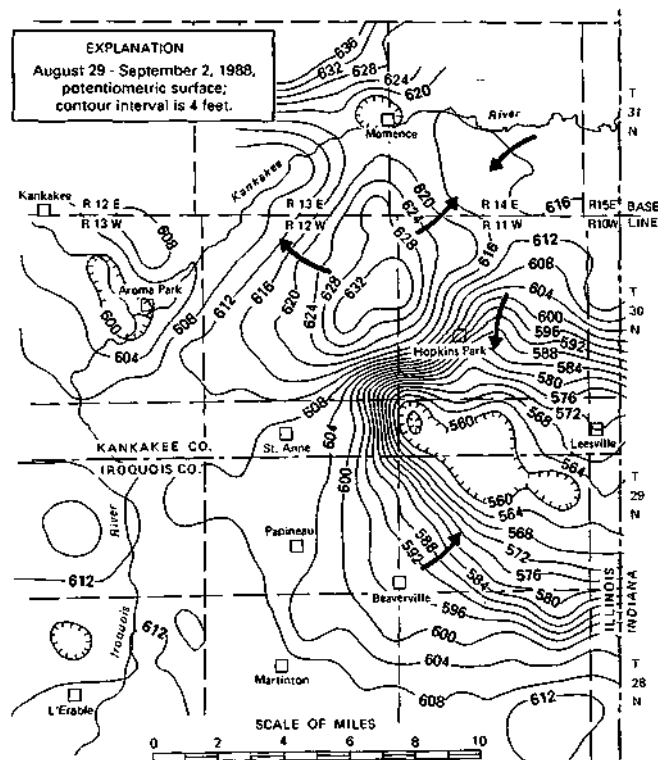 EXPLANATION
August 29 - September 2, 1988,
potentiometric surface;
contour interval is 4 feet.
636
632
628
624
620
T
31
N
River
Momence
Kankakee
Kankakee
R 12 E
R 13 W
R 13 E
R 12 W
R 14 E
R 11 W
616
R15E
R10W
BASE
LINE
620
624
628
616
612
608
604
600
596
592
588
584
580
576
572
568
564
T
30
N
608
Aroma Park
600
604
608
612
616
620
624
628
632
Hopkins Park
Leesville
608
604
600
St. Anne
KANKAKEE CO.
IROQUOIS CO.
560
560
564
568
572
576
580
584
588
592
596
600
604
608
612
T
29
N
River
Papineau
612
Beaverville
ILLINOIS
INDIANA
Iroquois
612
Martinton
L'Erable
T
28
N
SCALE OF MILES
0 2 4 6 8 10